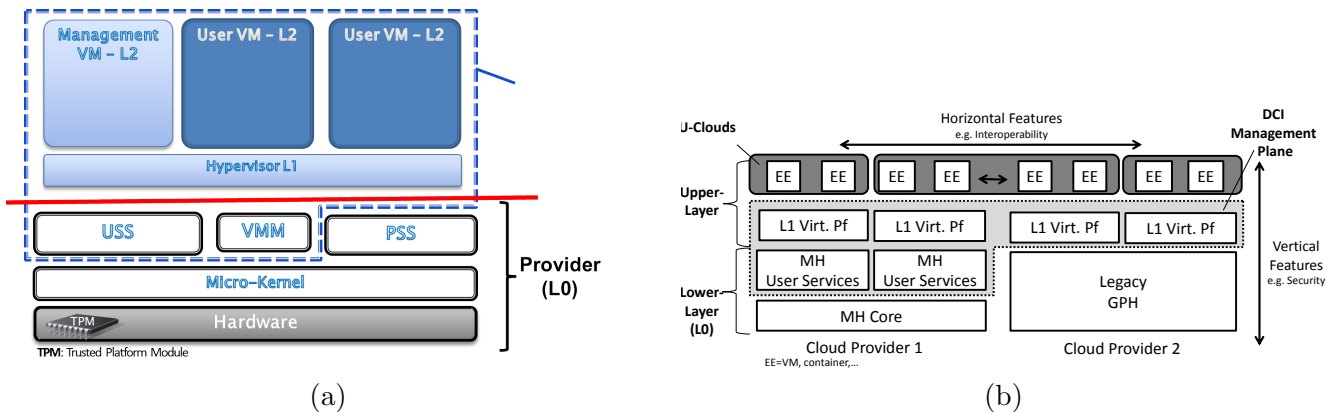 Management
VM – L2
User VM – L2
User VM – L2
Hypervisor L1
USS
VMM
PSS
Micro-Kernel
Provider
(L0)
TPM
Hardware
TPM: Trusted Platform Module
(a)
Horizontal Features
e.g. Interoperability
U-Clouds
DCI
Management
Plane
EE
EE
EE
EE
EE
EE
EE
EE
Upper-
Layer
L1 Virt. Pf
L1 Virt. Pf
L1 Virt. Pf
L1 Virt. Pf
MH
User Services
MH
User Services
Legacy
GPH
Vertical
Features
e.g. Security
Lower-
Layer
(L0)
MH Core
Cloud Provider 1
Cloud Provider 2
EE=VM, container,...
(b)